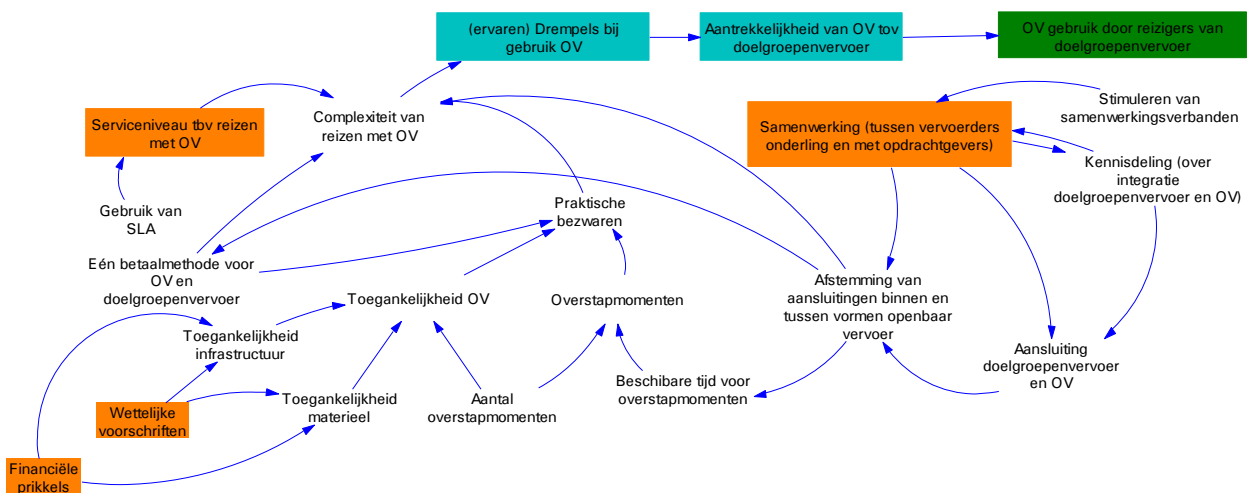 (ervaren) Drempels bij
gebruik OV
Aantrekkelijkheid van OV tov
doelgroepenvervoer
OV gebruik door reizigers van
doelgroepenvervoer
Serviceniveau tbv reizen
met OV
Complexiteit van
reizen met OV
Samenwerking (tussen vervoerders
onderling en met opdrachtgevers)
Stimuleren van
samenwerkingsverbanden
Kennisdeling (over
integratie
doelgroepenvervoer en OV)
Gebruik van
SLA
Praktische
bezwaren
Eén betaalmethode voor
OV en
doelgroepenvervoer
Toegankelijkheid OV
Overstapmomenten
Afstemming van
aansluitingen binnen en
tussen vormen openbaar
vervoer
Toegankelijkheid
infrastructuur
Aansluiting
doelgroepenvervoer
en OV
Wettelijke
voorschriften
Toegankelijkheid
materieel
Aantal
overstapmomenten
Beschibare tijd voor
overstapmomenten
Financiële
prikkels